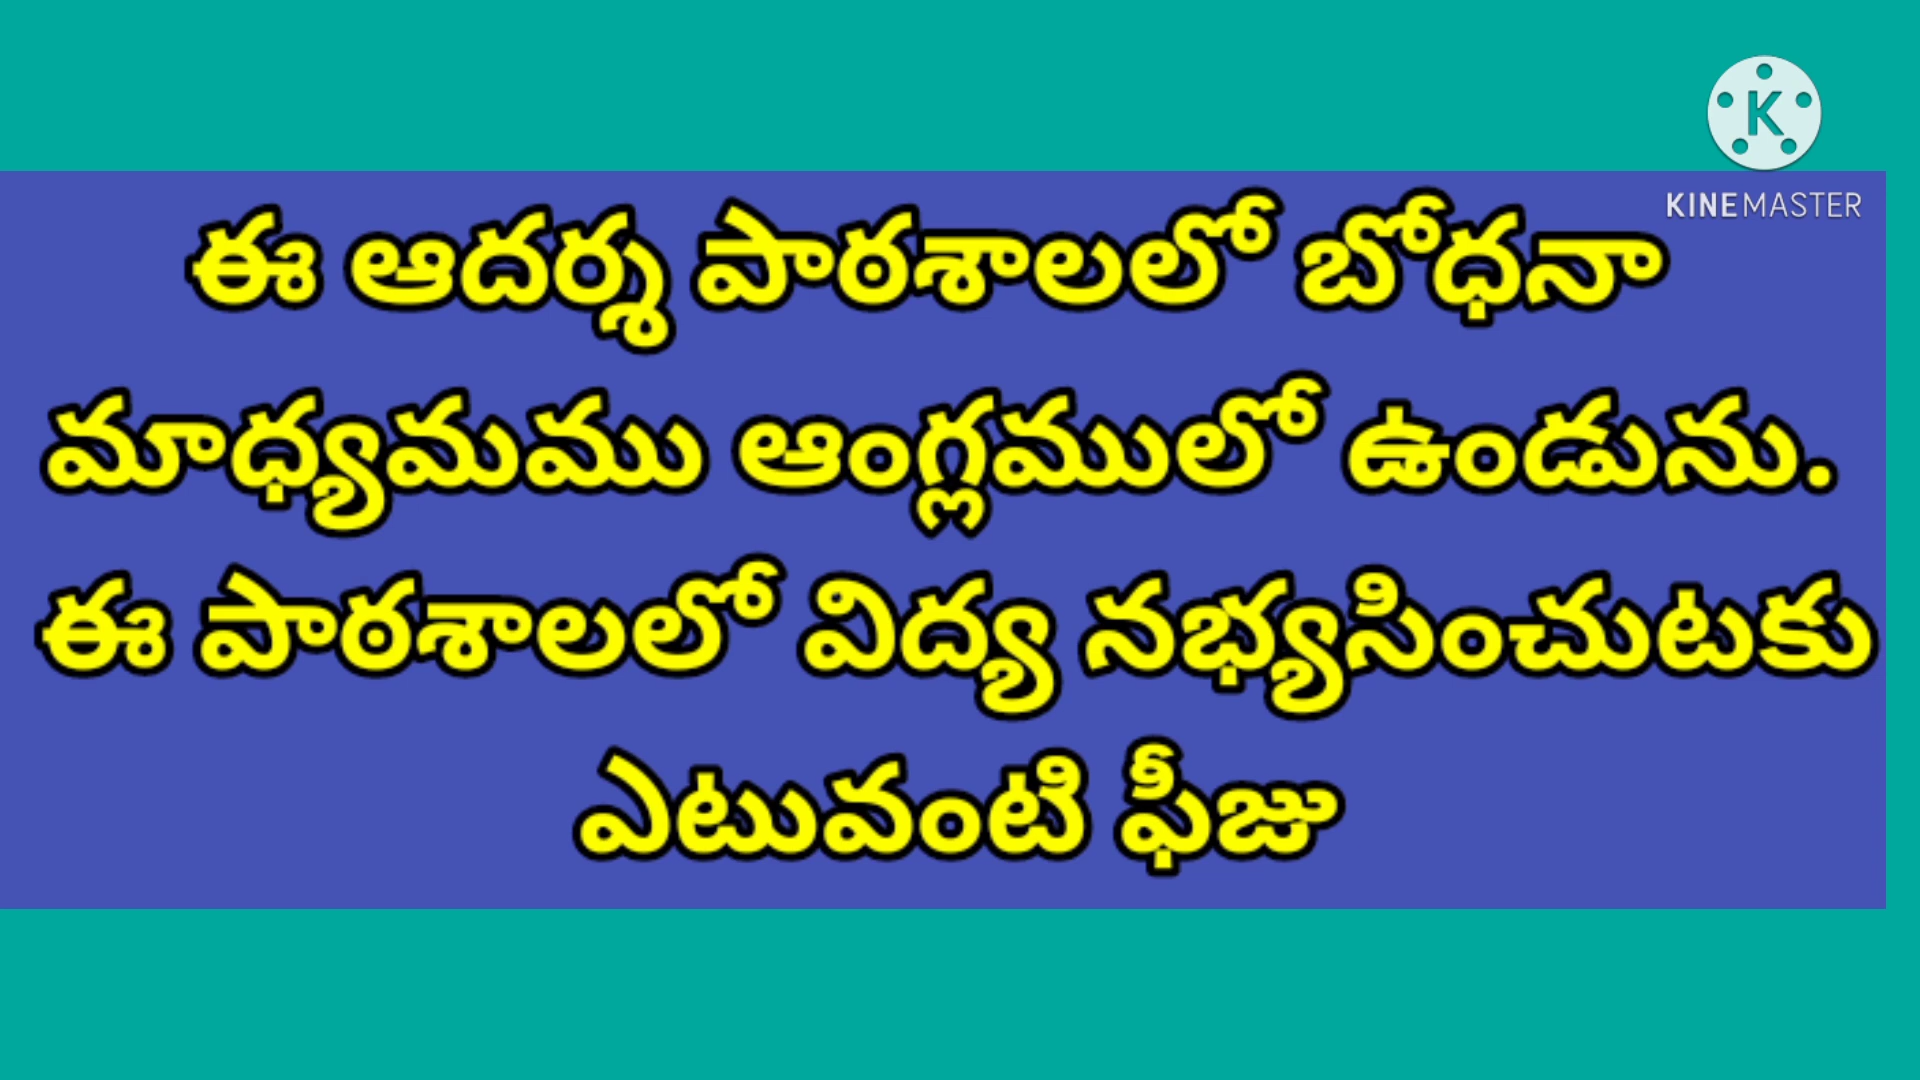 KINEMASTER
ఈ ఆదర్శ పాఠశాలలో బోధనా
మాధ్యమము ఆంగ్లములో ఉండును.
ఈ పాఠశాలలో విద్య నభ్యసించుటకు
ఎటువంటి ఫీజు